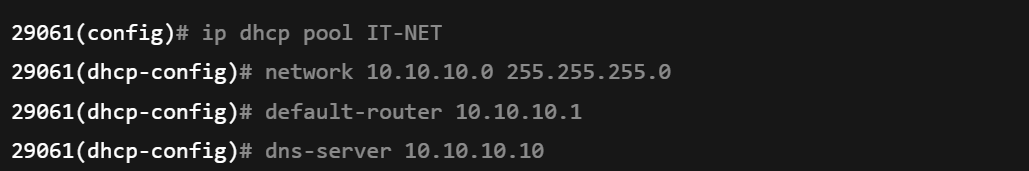 29061(config)# ip dhcp pool IT-NET
29061(dhcp-config)# network 10.10.10.0 255.255.255.0
29061(dhcp-config)# default-router 10.10.10.1
29061(dhcp-config)# dns-server 10.10.10.10